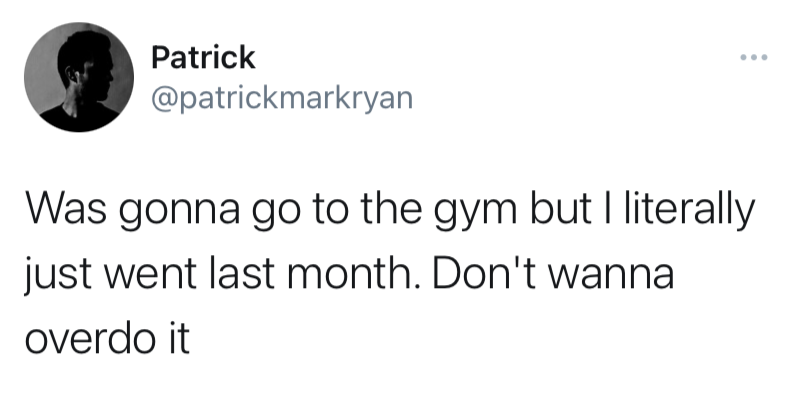 Patrick
@patrickmarkryan
Was gonna go to the gym but I literally
just went last month. Don't wanna
overdo it